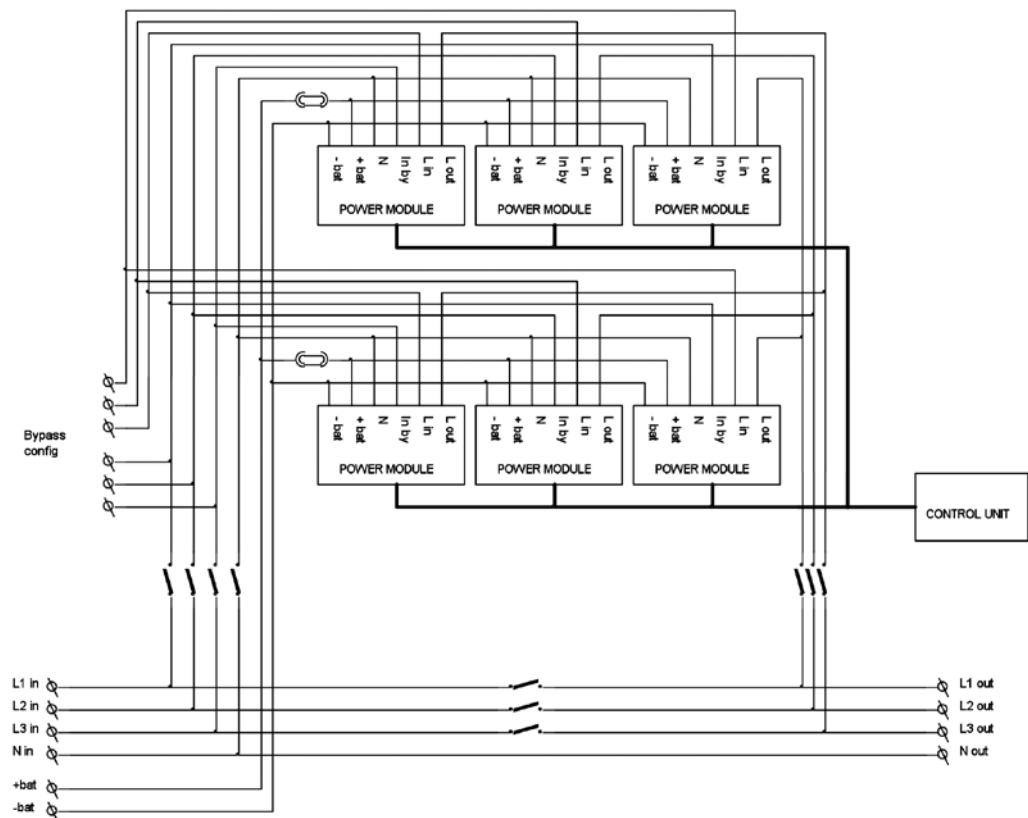 - bat
+ bat
N
In by
L in
L out
POWER MODULE
- bat
+ bat
N
In by
L in
L out
POWER MODULE
- bat
+ bat
N
In by
L in
L out
POWER MODULE
- bat
+ bat
N
In by
L in
L out
POWER MODULE
- bat
+ bat
N
In by
L in
L out
POWER MODULE
- bat
+ bat
N
In by
L in
L out
POWER MODULE
Bypass
config
CONTROL UNIT
L1 in
L1 out
L2 in
L2 out
L3 in
L3 out
N in
N out
+bat
-bat